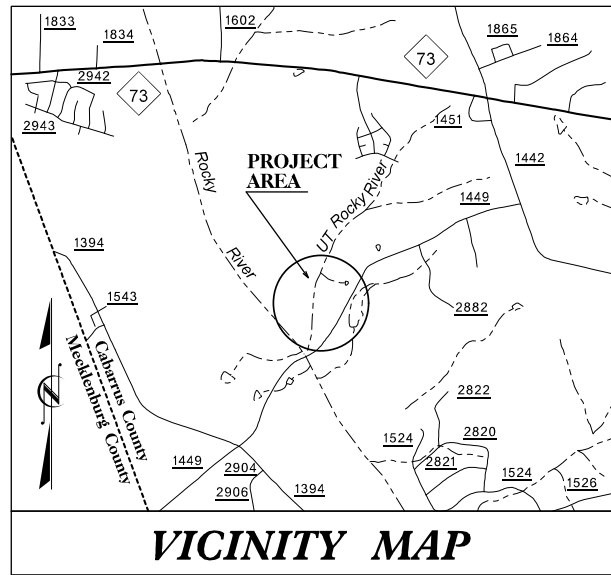 1833
1834
1602
1865
1864
2942
73
73
2943
1451
Rocky
River
PROJECT
AREA
UT Rocky River
1442
1449
1394
1543
2882
Cabarrus County
Mecklenburg County
N
2822
1524
2820
1449
2904
2821
1524
2906
1394
1526
VICINITY MAP